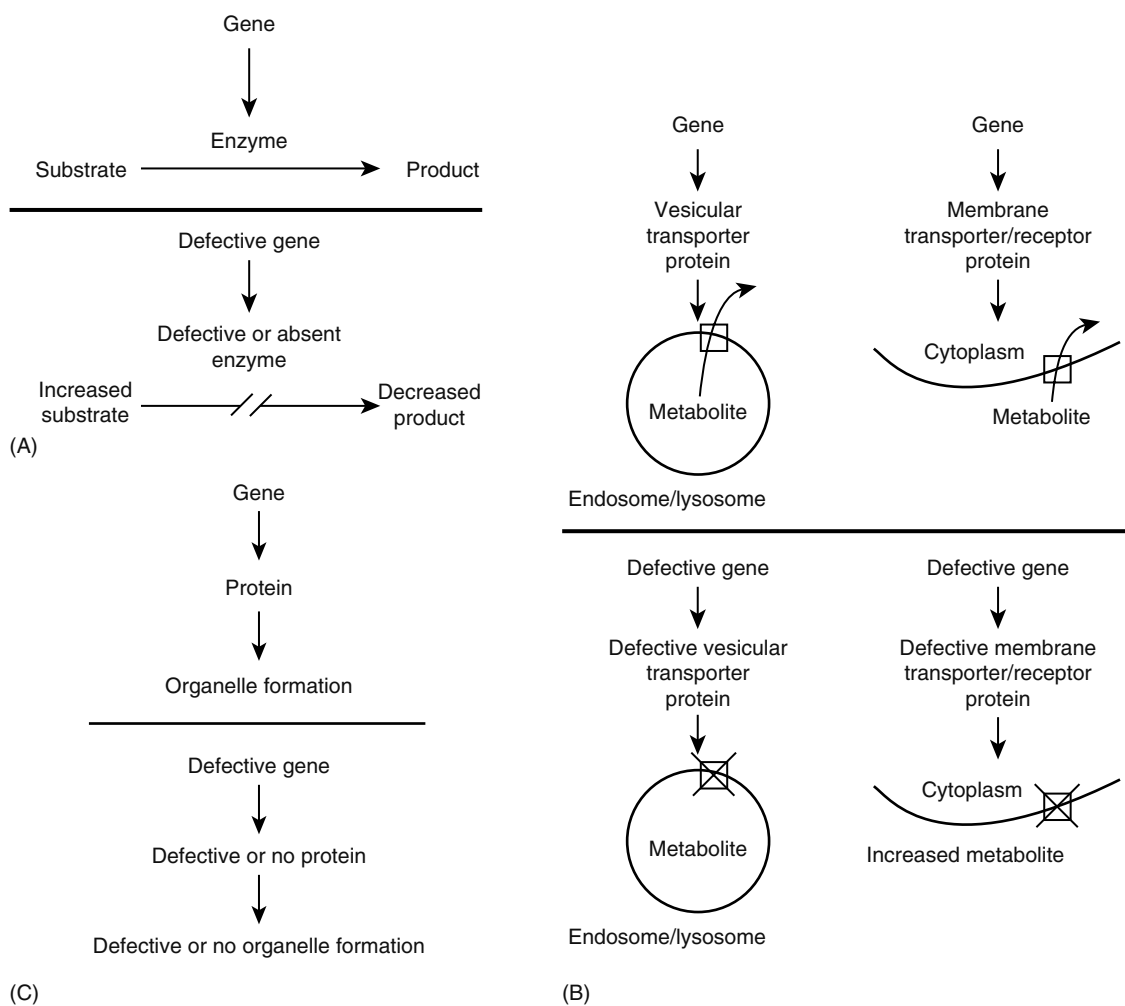 Gene
Enzyme
Substrate
Product
Defective gene
Defective or absent
enzyme
Increased
substrate
Decreased
product
(A)
Gene
Protein
Organelle formation
Defective gene
Defective or no protein
Defective or no organelle formation
(C)
Gene
Vesicular
transporter
protein
Metabolite
Endosome/lysosome
Gene
Membrane
transporter/receptor
protein
Cytoplasm
Metabolite
Defective gene
Defective vesicular
transporter
protein
Metabolite
Endosome/lysosome
Defective gene
Defective membrane
transporter/receptor
protein
Cytoplasm
Increased metabolite
(B)